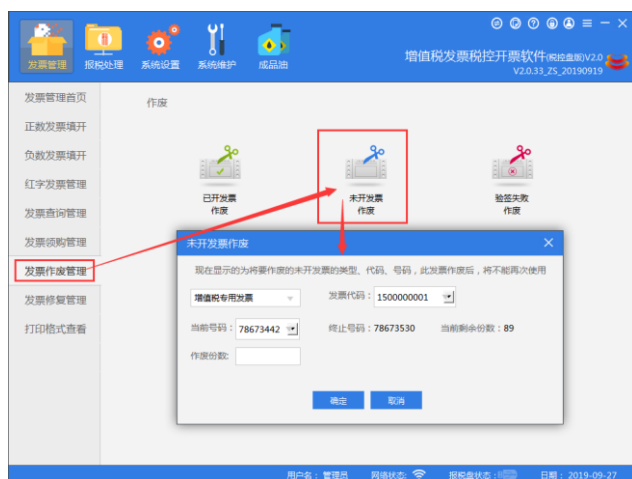 发票管理 报税处理 系统设置 系统维护 成品油
增值税发票税控开票软件(税控盘版)V2.0
V2.0.33_ZS_20190919
发票管理首页
正数发票填开
负数发票填开
红字发票管理
发票查询管理
发票领购管理
发票作废管理
发票修复管理
打印格式查看
作废
已开发票
作废
未开发票
作废
验签失败
作废
未开发票作废
现在显示的为将要作废的未开发票的类型、代码、号码，此发票作废后，将不能再次使用
增值税专用发票 发票代码：1500000001
当前号码：78673442 终止号码：78673530 当前剩余份数：89
作废份数:
确定 取消
用户名：管理员 网络状态: 报税盘状态: 日期：2019-09-27